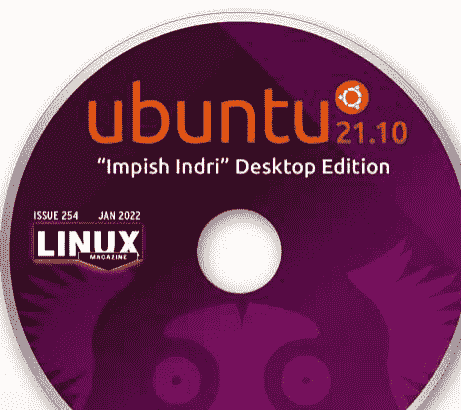 ubuntu
21.10
“Impish Indri” Desktop Edition
ISSUE 254 JAN 2022
LINUX
MAGAZINE